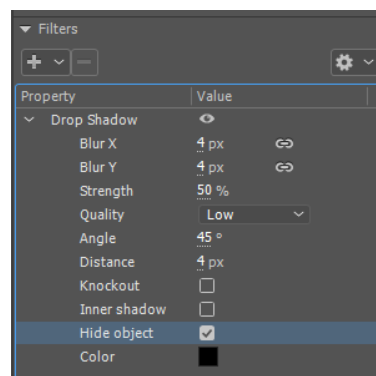 Filters
Property Value
Drop Shadow
Blur X 4 px
Blur Y 4 px
Strength 50 %
Quality Low
Angle 45 °
Distance 4 px
Knockout
Inner shadow
Hide object
Color